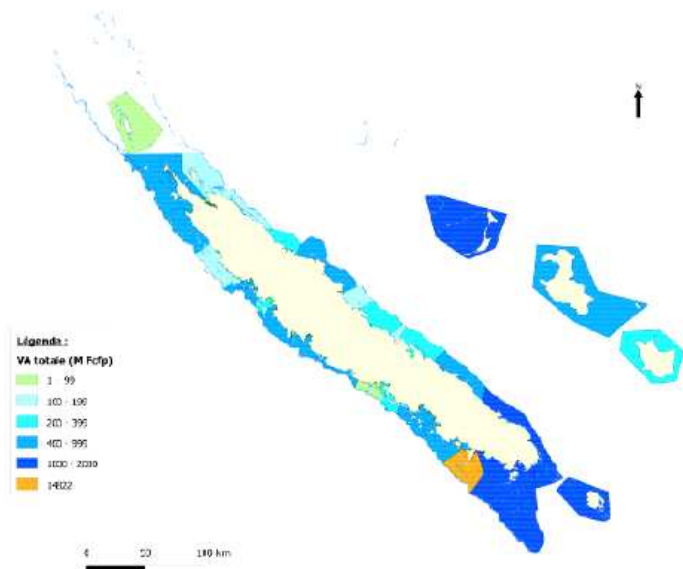 N
Légende :
VA totale (M Fcfp)
1 - 99
100 - 199
200 - 399
400 - 999
1000 - 2000
14822
0 50 100 km